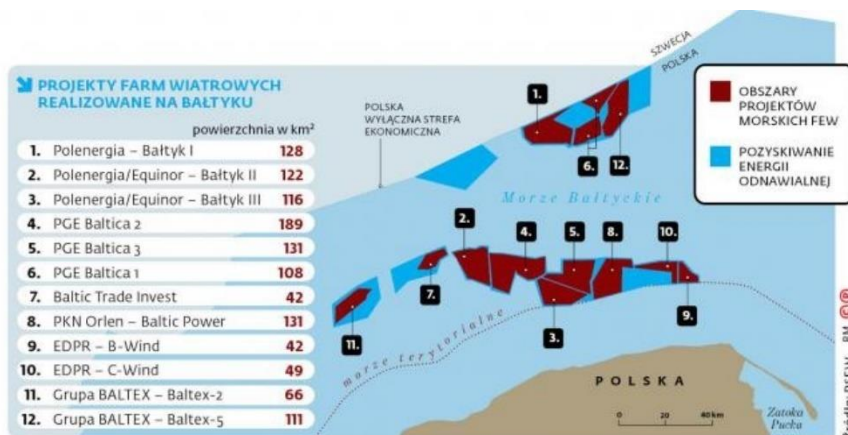 PROJEKTY FARM WIATROWYCH
REALIZOWANE NA BAŁTYKU
powierzchnia w km²
1. Polenergia – Bałtyk I 128
2. Polenergia/Equinor – Bałtyk II 122
3. Polenergia/Equinor – Bałtyk III 116
4. PGE Baltica 2 189
5. PGE Baltica 3 131
6. PGE Baltica 1 108
7. Baltic Trade Invest 42
8. PKN Orlen – Baltic Power 131
9. EDPR – B-Wind 42
10. EDPR – C-Wind 49
11. Grupa BALTEX – Baltex-2 66
12. Grupa BALTEX – Baltex-5 111
POLSKA
WYŁĄCZNA STREFA
EKONOMICZNA
SZWECJA
POLSKA
1.
6.
12.
Morze Bałtyckie
2.
4.
5.
8.
10.
7.
11.
3.
9.
morze terytorialne
POLSKA
0 20 40 km
Zatoka
Pucka
OBSZARY
PROJEKTÓW
MORSKICH FEW
POZYSKIWANIE
ENERGII
ODNAWIALNEJ
PSEW RM ©℗